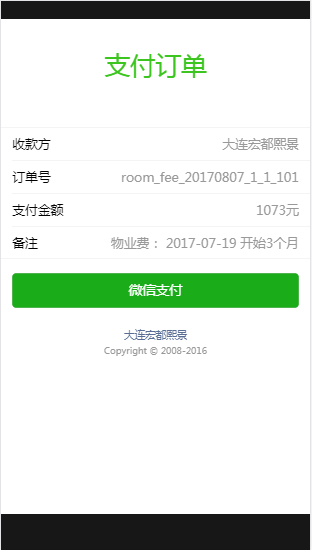 支付订单
收款方 大连宏都熙景
订单号 room_fee_20170807_1_1_101
支付金额 1073元
备注 物业费： 2017-07-19 开始3个月
微信支付
大连宏都熙景
Copyright © 2008-2016